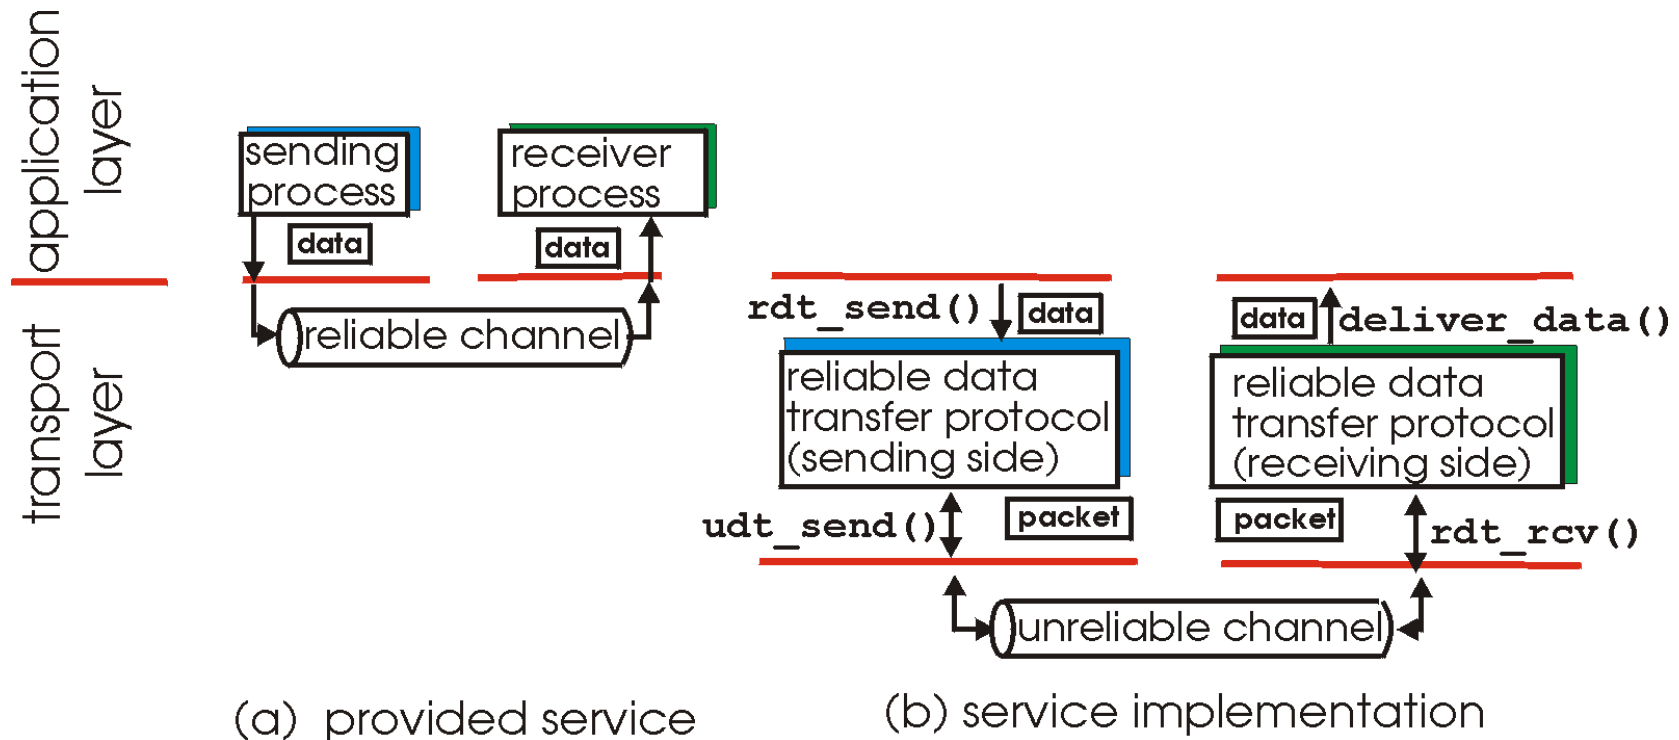 application
layer
transport
layer
sending
process
data
receiver
process
data
reliable channel
(a) provided service
rdt_send()
data
reliable data
transfer protocol
(sending side)
udt_send()
packet
data
deliver_data()
reliable data
transfer protocol
(receiving side)
packet
rdt_rcv()
unreliable channel
(b) service implementation